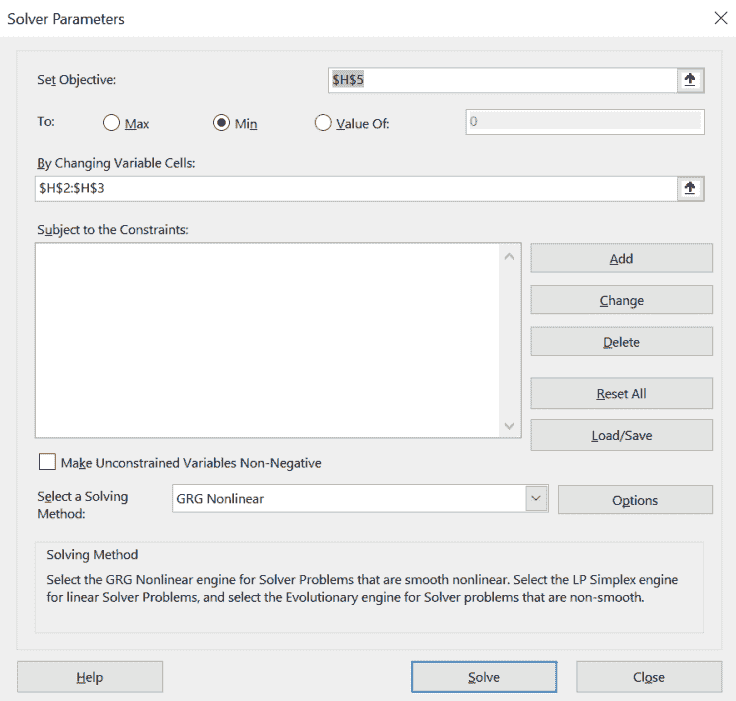 Solver Parameters
Set Objective:
$H$5
To:
Max
Min
Value Of:
0
By Changing Variable Cells:
$H$2:$H$3
Subject to the Constraints:
Add
Change
Delete
Reset All
Load/Save
Make Unconstrained Variables Non-Negative
Select a Solving
Method:
GRG Nonlinear
Options
Solving Method
Select the GRG Nonlinear engine for Solver Problems that are smooth nonlinear. Select the LP Simplex engine
for linear Solver Problems, and select the Evolutionary engine for Solver problems that are non-smooth.
Help
Solve
Close